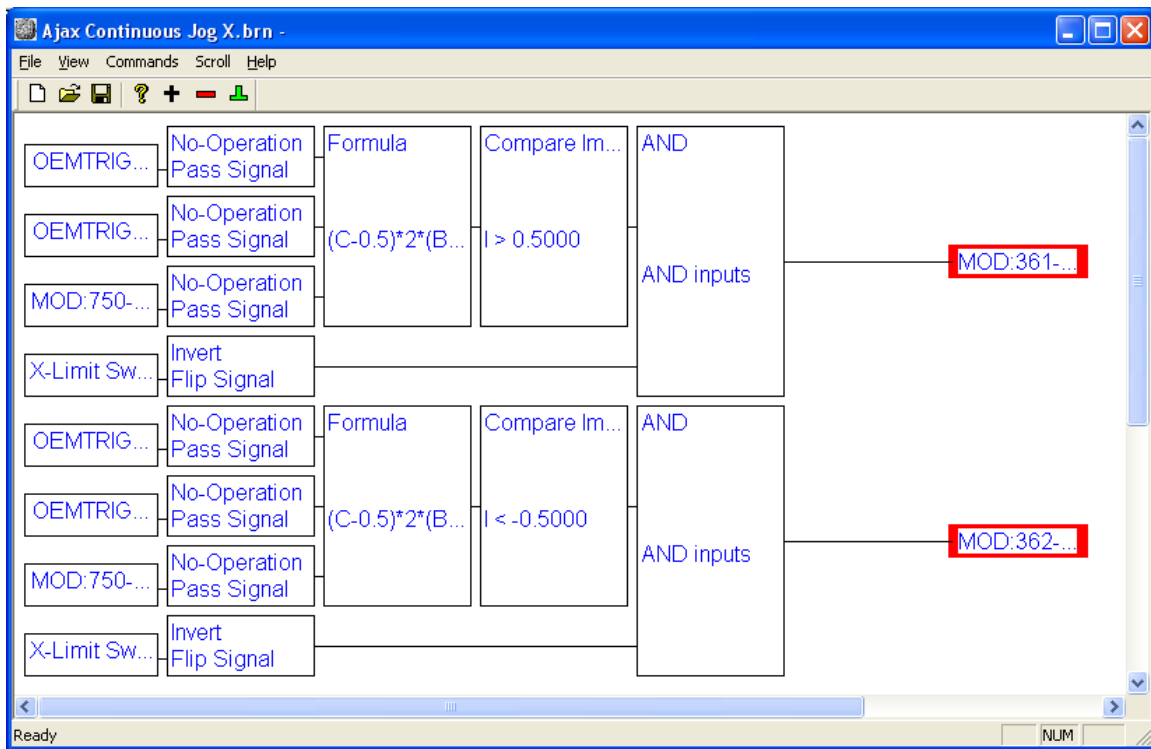 Ajax Continuous Jog X.brn -
File View Commands Scroll Help
OEMTRIG...
No-Operation
Pass Signal
Formula
(C-0.5)*2*(B...
Compare Im...
I > 0.5000
AND
AND inputs
MOD:361-...
OEMTRIG...
No-Operation
Pass Signal
MOD:750-...
No-Operation
Pass Signal
X-Limit Sw...
Invert
Flip Signal
OEMTRIG...
No-Operation
Pass Signal
Formula
(C-0.5)*2*(B...
Compare Im...
I < -0.5000
AND
AND inputs
MOD:362-...
OEMTRIG...
No-Operation
Pass Signal
MOD:750-...
No-Operation
Pass Signal
X-Limit Sw...
Invert
Flip Signal
Ready
NUM